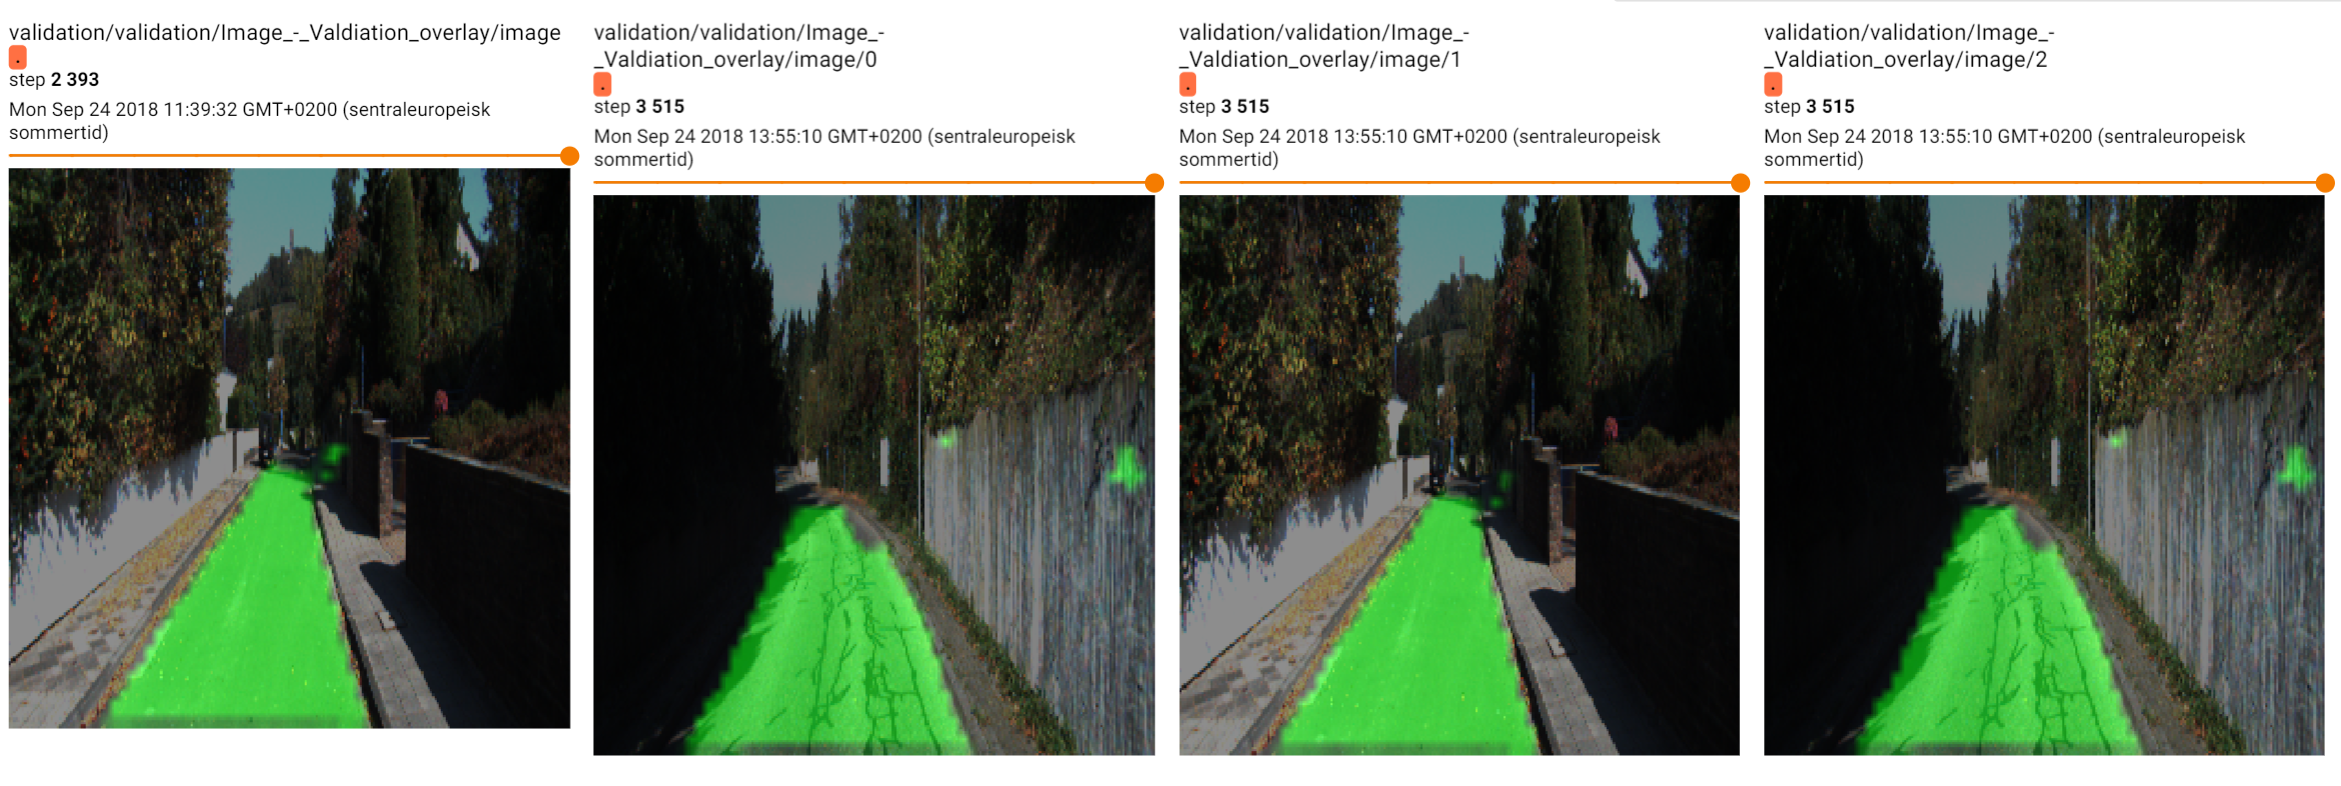 validation/validation/Image_-_Valdiation_overlay/image
.
step 2 393
Mon Sep 24 2018 11:39:32 GMT+0200 (sentraleuropeisk
sommertid)
validation/validation/Image_-
_Valdiation_overlay/image/0
.
step 3 515
Mon Sep 24 2018 13:55:10 GMT+0200 (sentraleuropeisk
sommertid)
validation/validation/Image_-
_Valdiation_overlay/image/1
.
step 3 515
Mon Sep 24 2018 13:55:10 GMT+0200 (sentraleuropeisk
sommertid)
validation/validation/Image_-
_Valdiation_overlay/image/2
.
step 3 515
Mon Sep 24 2018 13:55:10 GMT+0200 (sentraleuropeisk
sommertid)